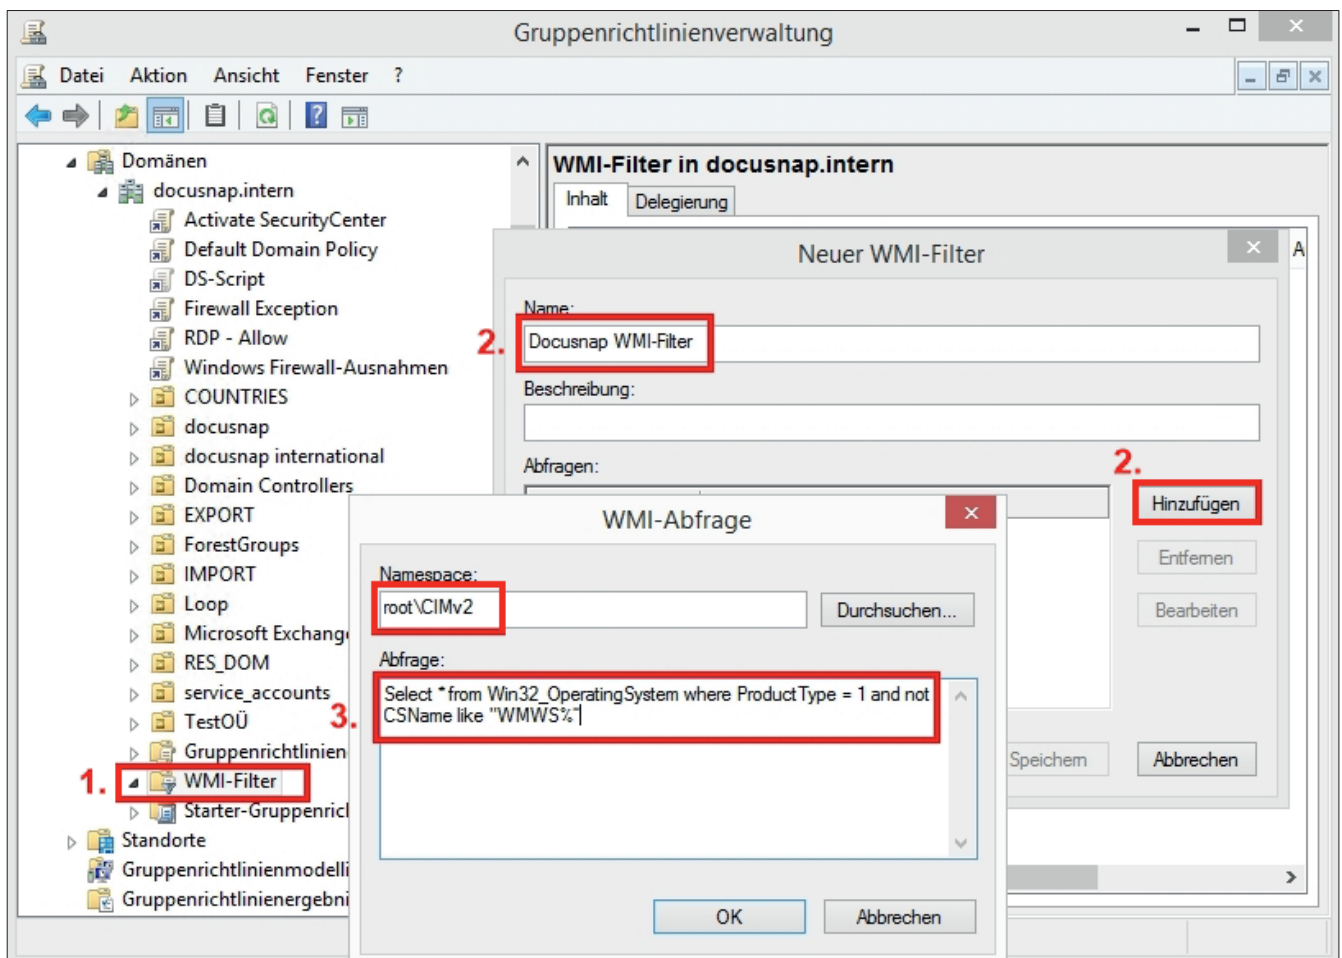 Gruppenrichtlinienverwaltung
Datei Aktion Ansicht Fenster ?
Domänen
docusnap.intern
Activate SecurityCenter
Default Domain Policy
DS-Script
Firewall Exception
RDP - Allow
Windows Firewall-Ausnahmen
COUNTRIES
docusnap
docusnap international
Domain Controllers
EXPORT
ForestGroups
IMPORT
Loop
Microsoft Exchange
RES_DOM
service_accounts
TestOÜ
Gruppenrichtlinien
1. WMI-Filter
Starter-Gruppenricl
Standorte
Gruppenrichtlinienmodelli
Gruppenrichtlinienergebni
WMI-Filter in docusnap.intern
Inhalt Delegierung
A
Neuer WMI-Filter
Name:
2. Docusnap WMI-Filter
Beschreibung:
Abfragen:
2.
Hinzufügen
Entfernen
Bearbeiten
Speichern Abbrechen
WMI-Abfrage
Namespace:
root\CIMv2 Durchsuchen...
Abfrage:
3. Select * from Win32_OperatingSystem where ProductType = 1 and not
CSName like "WMWS%"
OK Abbrechen